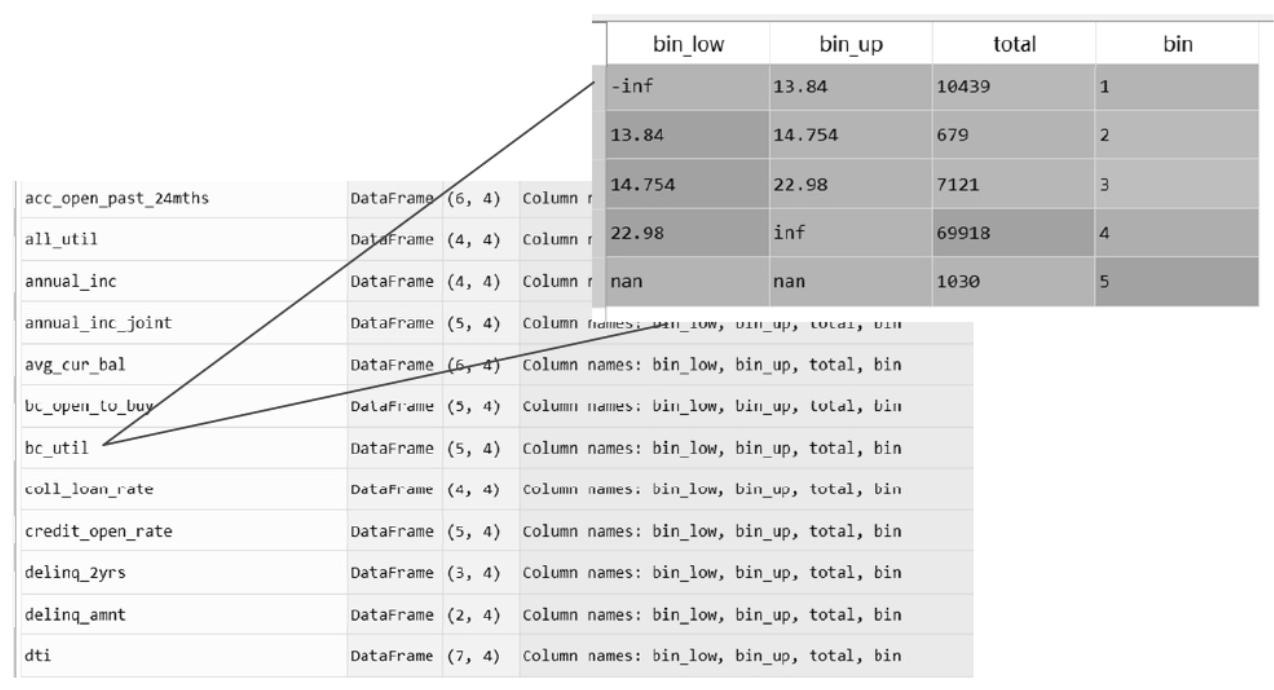 bin_low bin_up total bin
-inf 13.84 10439 1
13.84 14.754 679 2
14.754 22.98 7121 3
22.98 inf 69918 4
nan nan 1030 5
acc_open_past_24mths DataFrame (6, 4) Column
all_util DataFrame (4, 4) Column
annual_inc DataFrame (4, 4) Column
annual_inc_joint DataFrame (5, 4) Column names: bin_low, bin_up, total, bin
avg_cur_bal DataFrame (6, 4) Column names: bin_low, bin_up, total, bin
bc_open_to_buy DataFrame (5, 4) Column names: bin_low, bin_up, total, bin
bc_util DataFrame (5, 4) Column names: bin_low, bin_up, total, bin
coll_loan_rate DataFrame (4, 4) Column names: bin_low, bin_up, total, bin
credit_open_rate DataFrame (5, 4) Column names: bin_low, bin_up, total, bin
delinq_2yrs DataFrame (3, 4) Column names: bin_low, bin_up, total, bin
delinq_amnt DataFrame (2, 4) Column names: bin_low, bin_up, total, bin
dti DataFrame (7, 4) Column names: bin_low, bin_up, total, bin